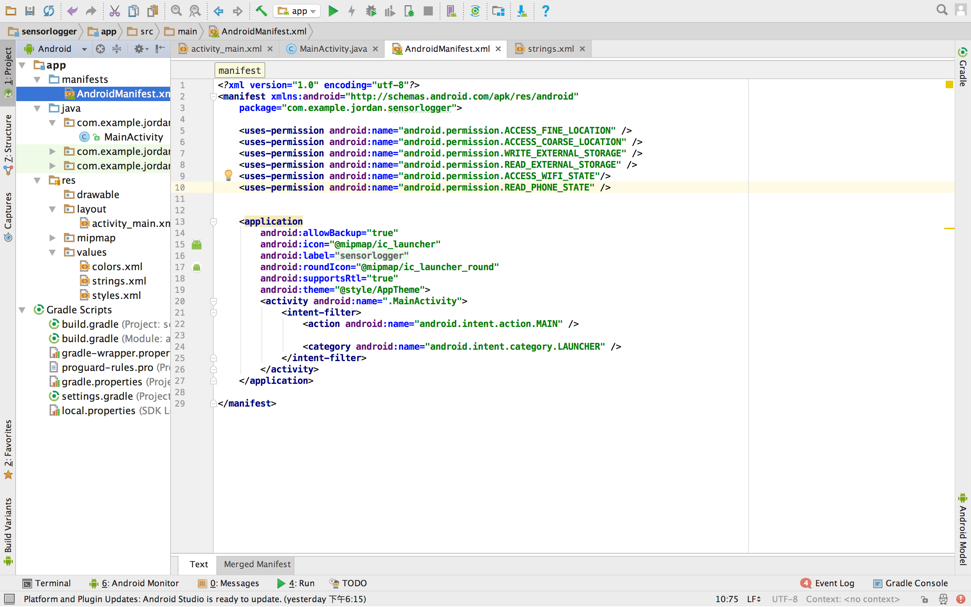 app
sensorlogger app src main AndroidManifest.xml
Android
activity_main.xml MainActivity.java AndroidManifest.xml strings.xml
1: Project
Z: Structure
Captures
2: Favorites
Build Variants
app
manifests
AndroidManifest.xm
java
com.example.jordan
MainActivity
com.example.jordan
com.example.jordan
res
drawable
layout
activity_main.xm
mipmap
values
colors.xml
strings.xml
styles.xml
Gradle Scripts
build.gradle (Project: s
build.gradle (Module: a
gradle-wrapper.proper
proguard-rules.pro (Pr
gradle.properties (Proje
settings.gradle (Project
local.properties (SDK L
manifest
1 <?xml version="1.0" encoding="utf-8"?>
2 <manifest xmlns:android="http://schemas.android.com/apk/res/android"
3 package="com.example.jordan.sensorlogger">
4
5 <uses-permission android:name="android.permission.ACCESS_FINE_LOCATION" />
6 <uses-permission android:name="android.permission.ACCESS_COARSE_LOCATION" />
7 <uses-permission android:name="android.permission.WRITE_EXTERNAL_STORAGE" />
8 <uses-permission android:name="android.permission.READ_EXTERNAL_STORAGE" />
9 <uses-permission android:name="android.permission.ACCESS_WIFI_STATE"/>
10 <uses-permission android:name="android.permission.READ_PHONE_STATE" />
11
12
13 <application
14 android:allowBackup="true"
15 android:icon="@mipmap/ic_launcher"
16 android:label="sensorlogger"
17 android:roundIcon="@mipmap/ic_launcher_round"
18 android:supportsRtl="true"
19 android:theme="@style/AppTheme">
20 <activity android:name=".MainActivity">
21 <intent-filter>
22 <action android:name="android.intent.action.MAIN" />
23
24 <category android:name="android.intent.category.LAUNCHER" />
25 </intent-filter>
26 </activity>
27 </application>
28
29 </manifest>
Gradle
Android Model
Text Merged Manifest
Terminal 6: Android Monitor 0: Messages 4: Run TODO 4 Event Log Gradle Console
Platform and Plugin Updates: Android Studio is ready to update. (yesterday 下午6:15) 10:75 LF UTF-8 Context: <no context>